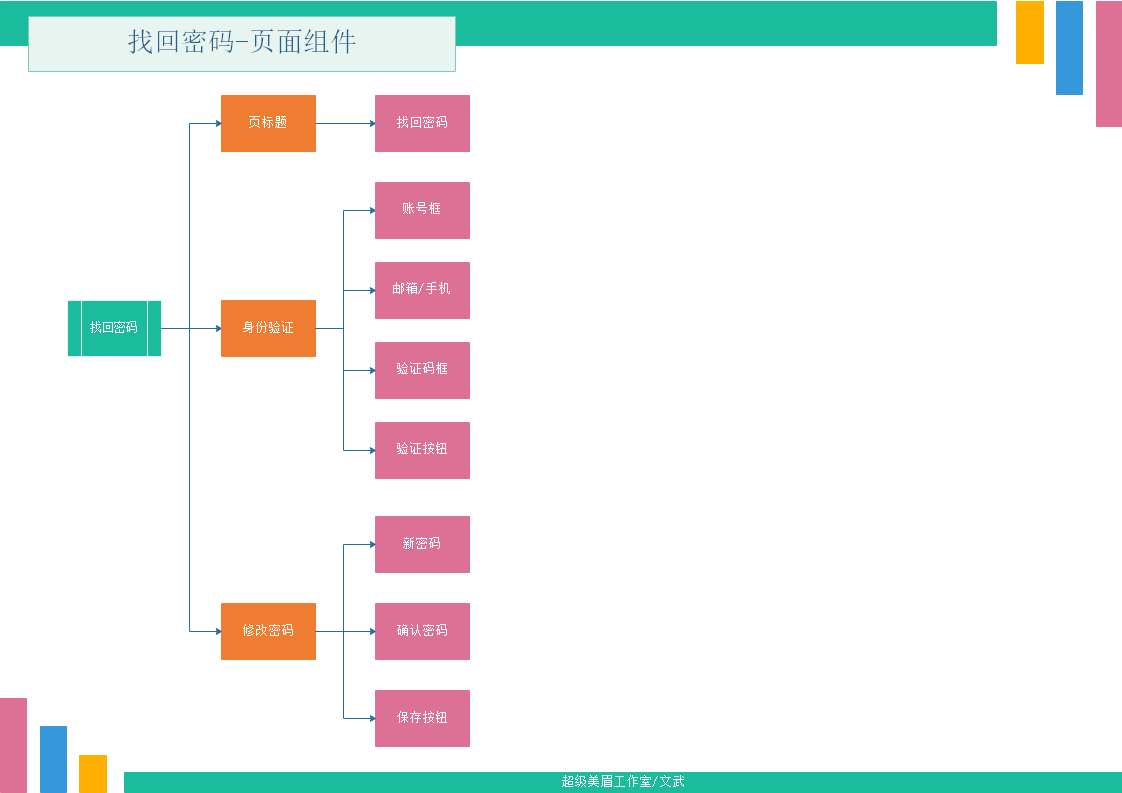 找回密码-页面组件
页标题
找回密码
账号框
邮箱/手机
找回密码
身份验证
验证码框
验证按钮
新密码
修改密码
确认密码
保存按钮
超级美眉工作室/文武